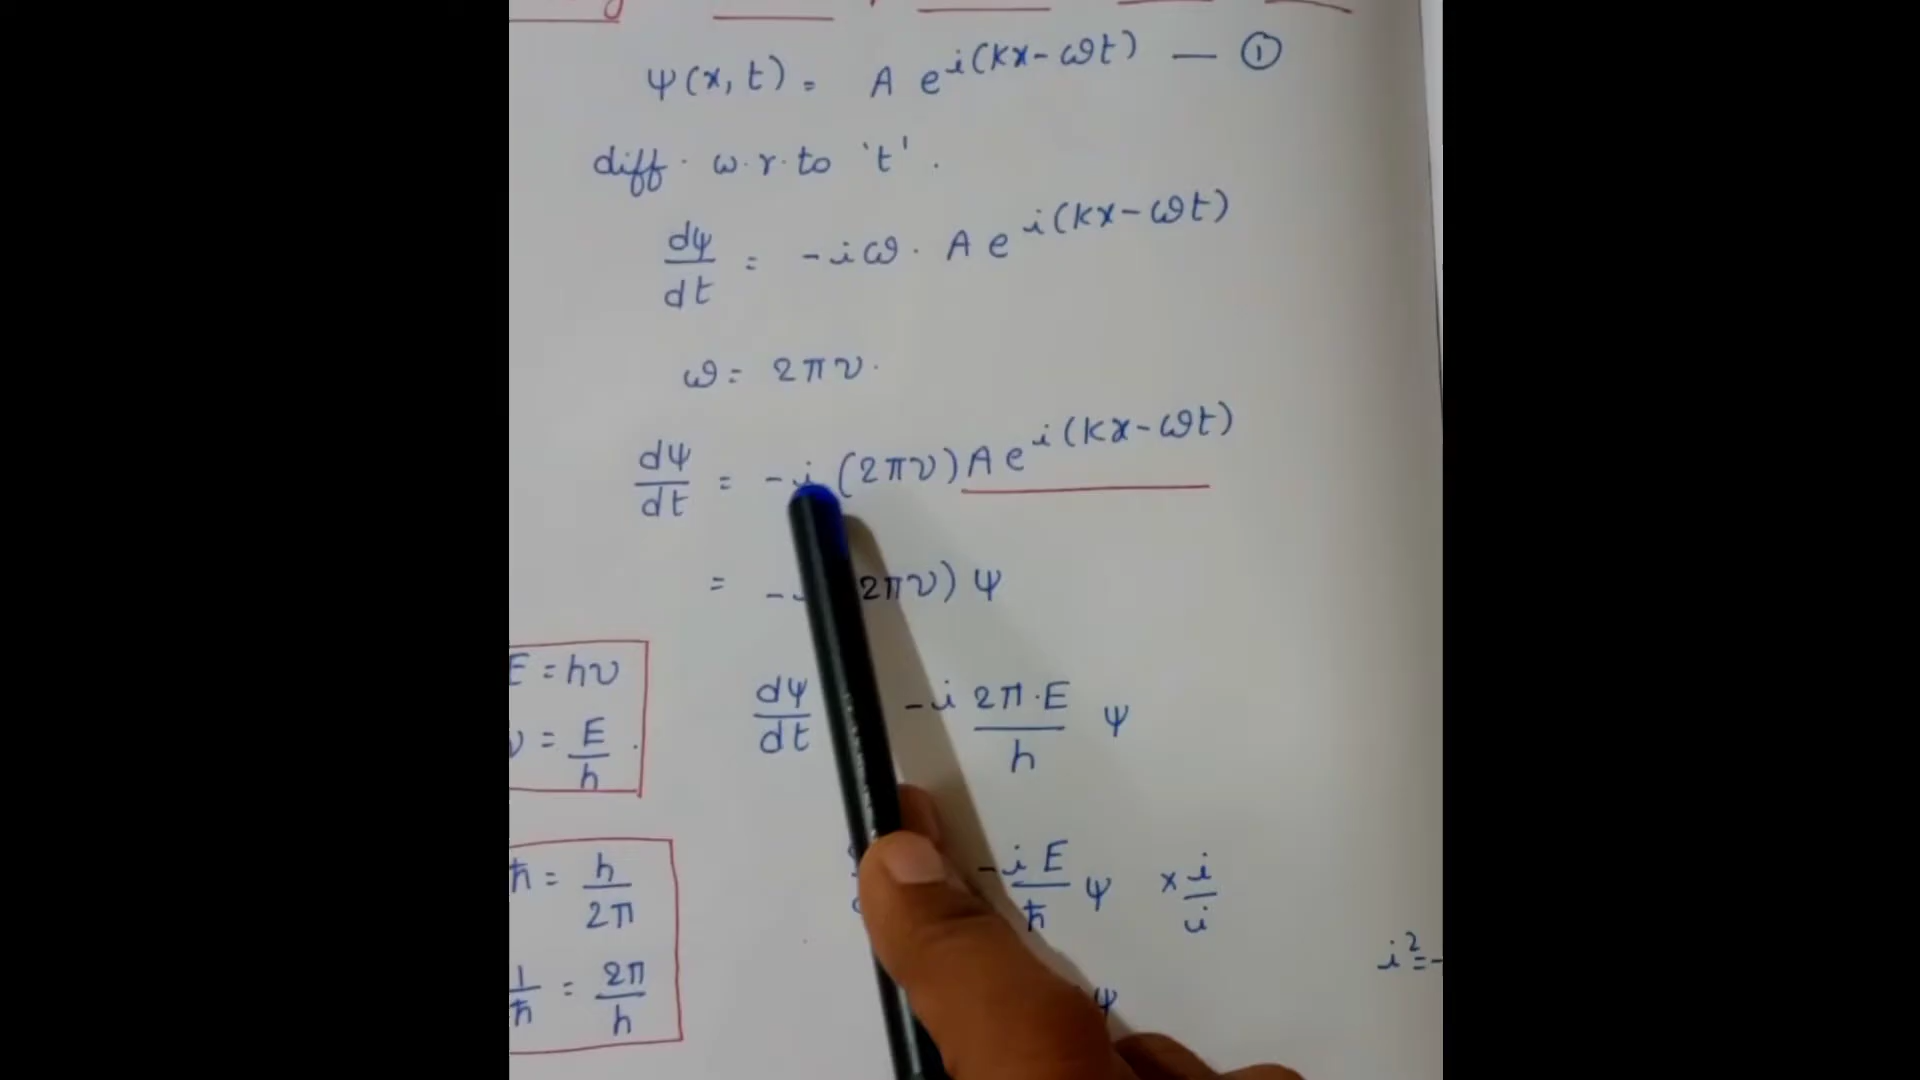 ψ(x, t) = A e^i(kx-ωt) — ①
diff. w.r.to 't'.
dψ/dt = -iω. A e^i(kx-ωt)
ω = 2πν.
dψ/dt = -i (2πν) A e^i(kx-ωt)
= - 2πν) ψ
E = hν
ν = E/h.
dψ/dt -i 2π.E/h ψ
ħ = h/2π
-iE/ħ ψ × i/i
1/ħ = 2π/h
i² = -
ψ